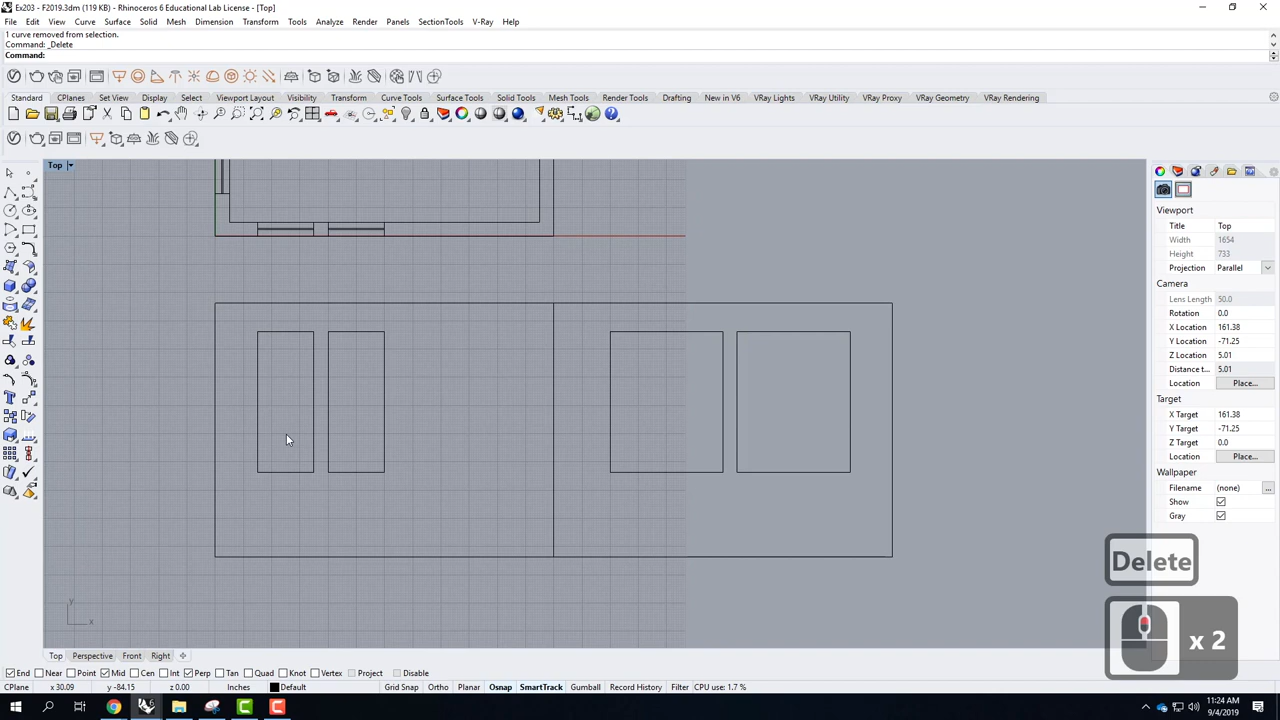 Ex203 - F2019.3dm (119 KB) - Rhinoceros 6 Educational Lab License - [Top]
File Edit View Curve Surface Solid Mesh Dimension Transform Tools Analyze Render Panels SectionTools V-Ray Help
1 curve removed from selection.
Command: _Delete
Command:
Standard CPlanes Set View Display Select Viewport Layout Visibility Transform Curve Tools Surface Tools Solid Tools Mesh Tools Render Tools Drafting New in V6 VRay Lights VRay Utility VRay Proxy VRay Geometry VRay Rendering
Top
Viewport
Title Top
Width 1654
Height 733
Projection Parallel
Camera
Lens Length 50.0
Rotation 0.0
X Location 161.38
Y Location -71.25
Z Location 5.01
Distance t... 5.01
Location Place...
Target
X Target 161.38
Y Target -71.25
Z Target 0.0
Location Place...
Wallpaper
Filename (none) ...
Show
Gray
Delete
x 2
y
x
Top Perspective Front Right
End Near Point Mid Cen Int Perp Tan Quad Knot Vertex Project Disable
CPlane x 30.09 y -84.15 z 0.00 Inches Default Grid Snap Ortho Planar Osnap SmartTrack Gumball Record History Filter CPU use: 1.7 %
11:24 AM
9/4/2019